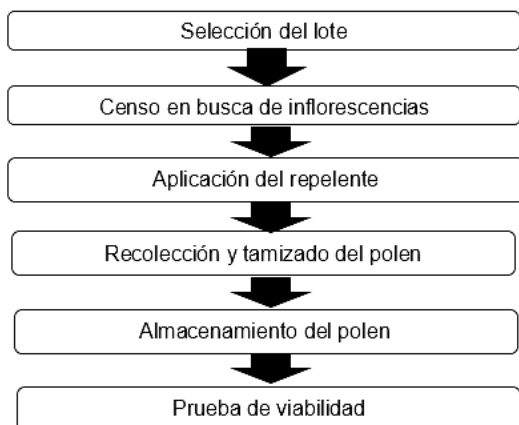 Selección del lote
Censo en busca de inflorescencias
Aplicación del repelente
Recolección y tamizado del polen
Almacenamiento del polen
Prueba de viabilidad